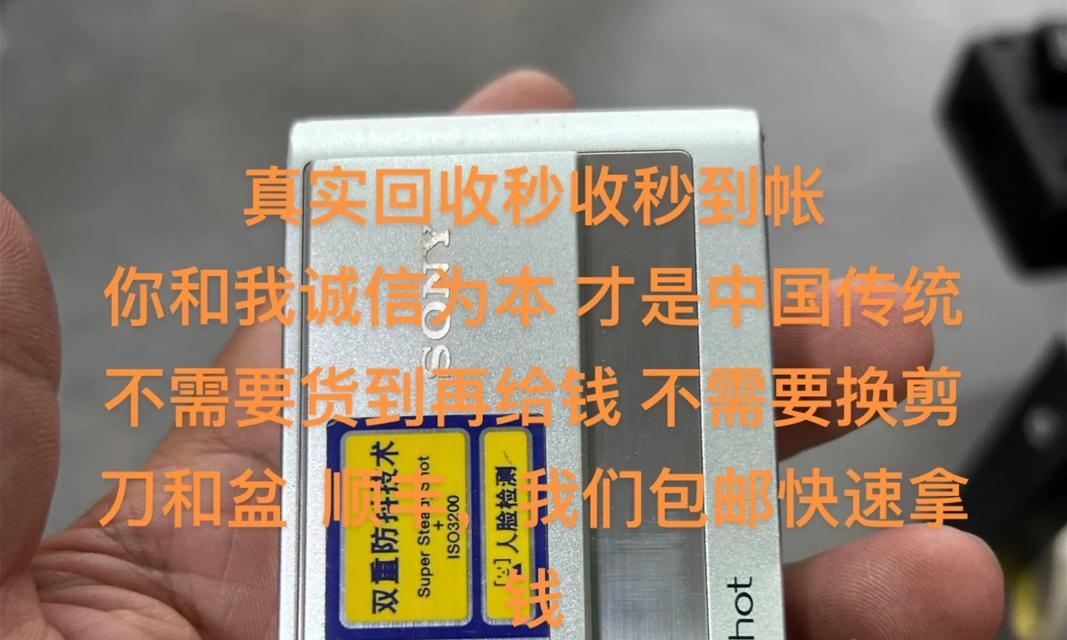 真实回收秒收秒到帐
你和我诚信为本 才是中国传统
不需要货到再给钱 不需要换剪
刀和盆 顺丰，我们包邮快速拿
钱
SONY
双重防抖技术
Super Steady Shot
+
ISO3200
人脸检测
hot